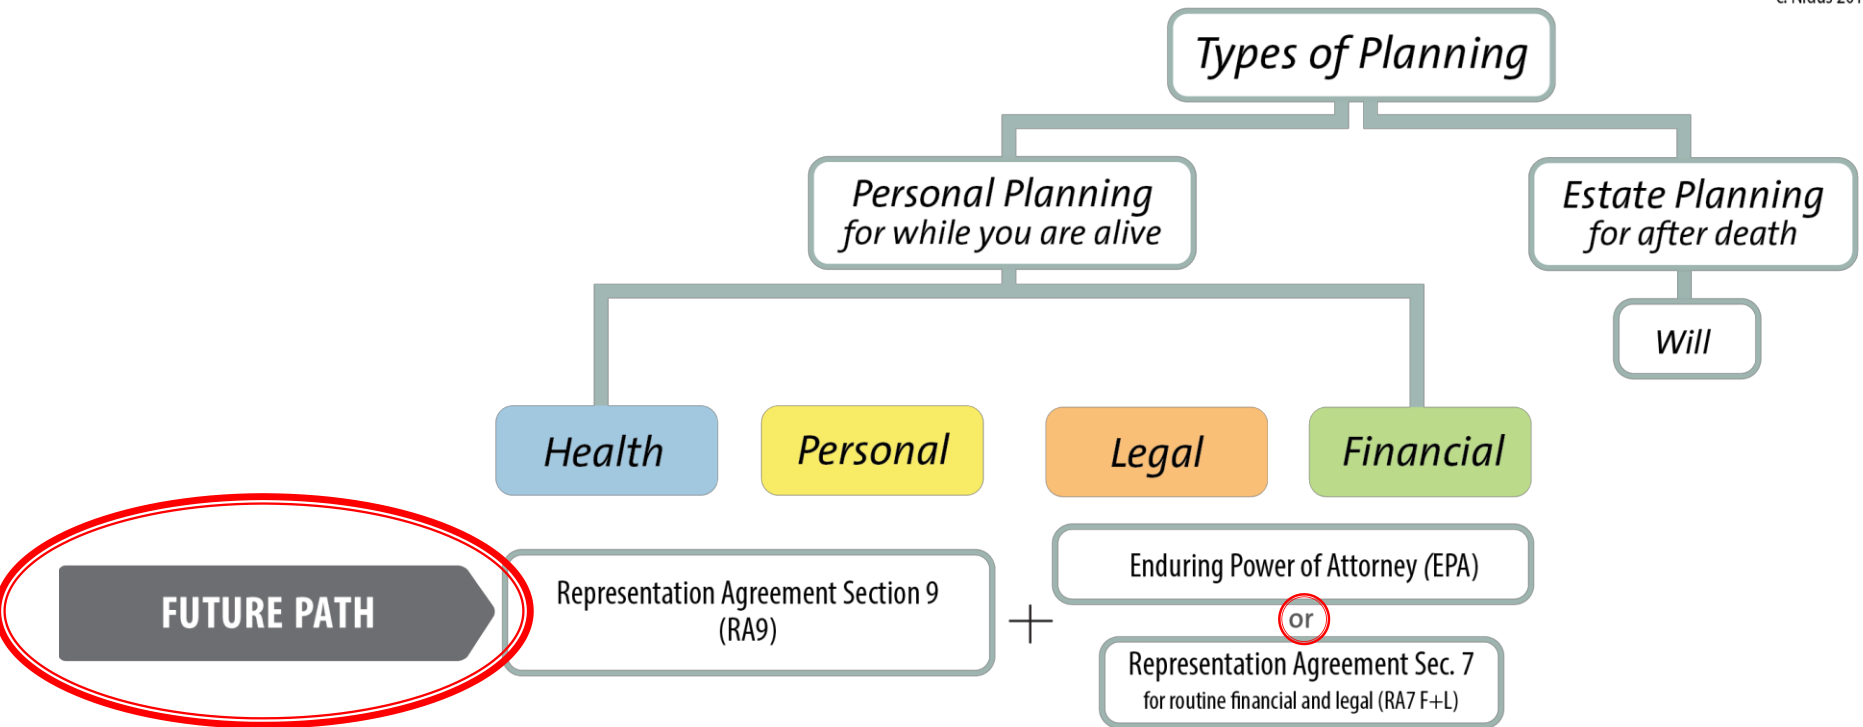 Types of Planning
Personal Planning
for while you are alive
Estate Planning
for after death
Will
Health
Personal
Legal
Financial
FUTURE PATH
Representation Agreement Section 9
(RA9)
+
Enduring Power of Attorney (EPA)
or
Representation Agreement Sec. 7
for routine financial and legal (RA7 F+L)